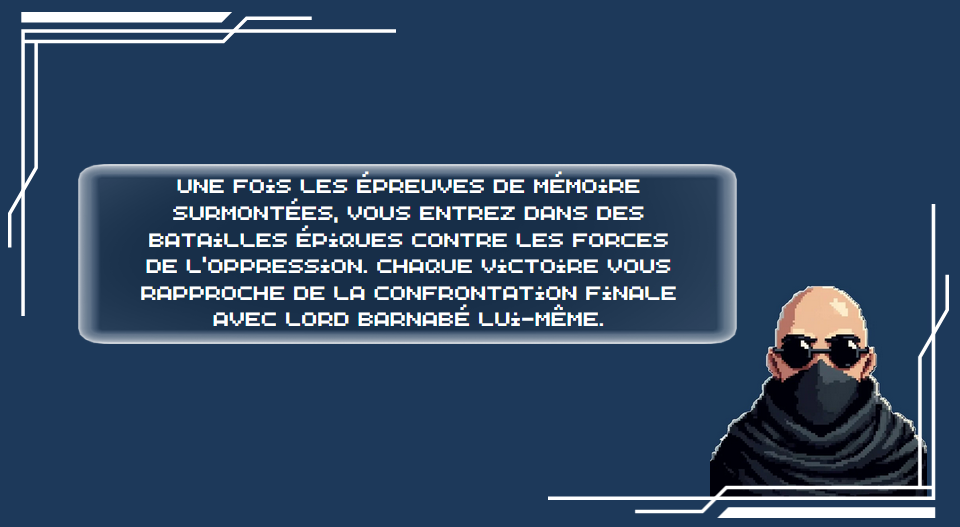 UNE FOiS LES ÉPREUVES DE MÉMOiRE
SURMONTÉES, VOUS ENTREZ DANS DES
BATAiLLES ÉPiQUES CONTRE LES FORCES
DE L'OPPRESSiON. CHAQUE ViCTOiRE VOUS
RAPPROCHE DE LA CONFRONTATiON FiNALE
AVEC LORD BARNABÉ LUi-MÊME.